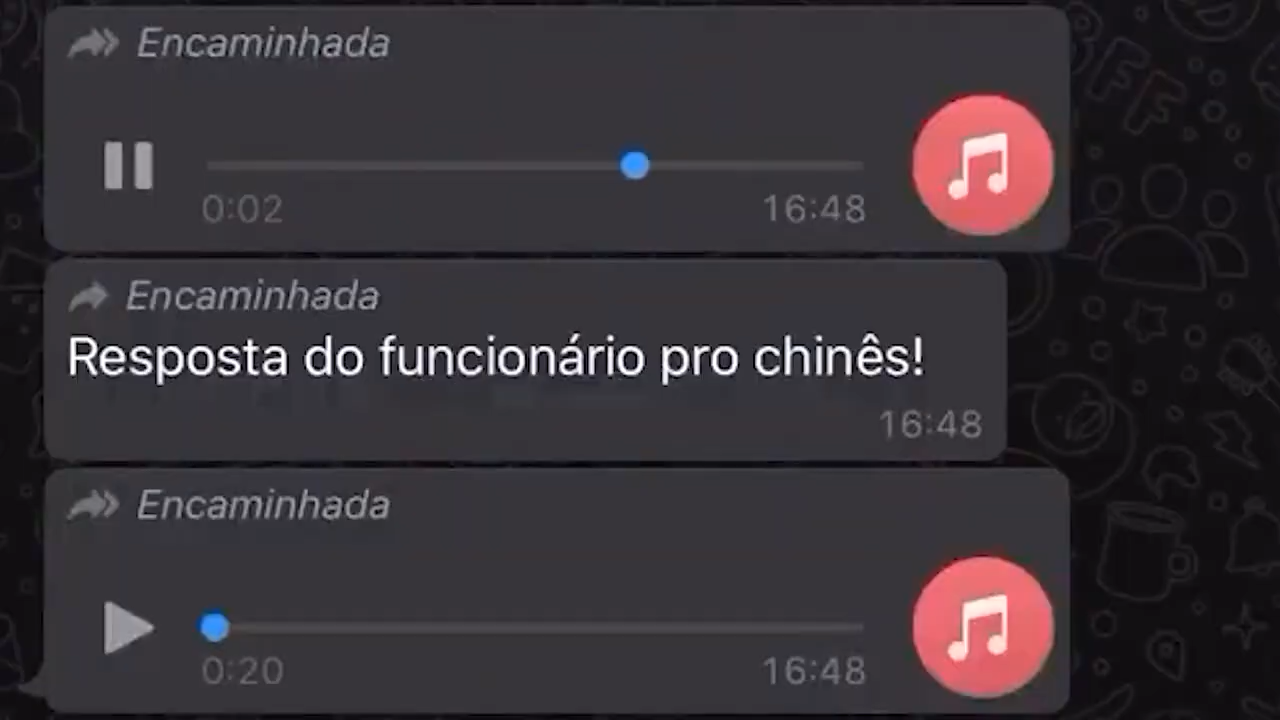 Encaminhada
0:02 16:48
Encaminhada
Resposta do funcionário pro chinês!
16:48
Encaminhada
0:20 16:48